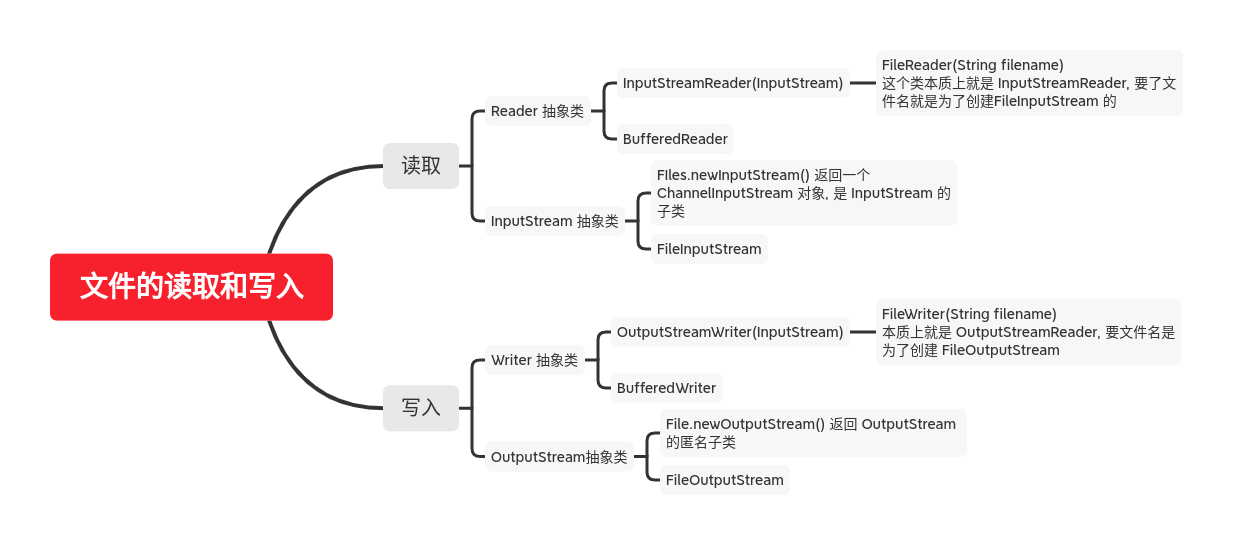 文件的读取和写入
读取
Reader 抽象类
InputStreamReader(InputStream)
FileReader(String filename)
这个类本质上就是 InputStreamReader, 要了文
件名就是为了创建FileInputStream 的
BufferedReader
InputStream 抽象类
FIles.newInputStream() 返回一个
ChannelInputStream 对象, 是 InputStream 的
子类
FileInputStream
写入
Writer 抽象类
OutputStreamWriter(InputStream)
FileWriter(String filename)
本质上就是 OutputStreamReader, 要文件名是
为了创建 FileOutputStream
BufferedWriter
OutputStream抽象类
File.newOutputStream() 返回 OutputStream
的匿名子类
FileOutputStream